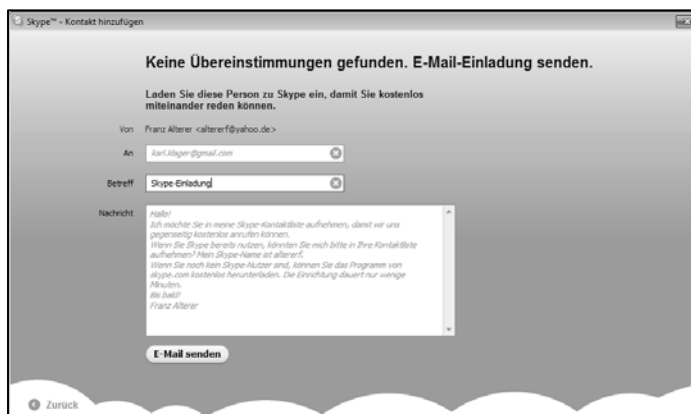 Skype™ - Kontakt hinzufügen
Keine Übereinstimmungen gefunden. E-Mail-Einladung senden.
Laden Sie diese Person zu Skype ein, damit Sie kostenlos
miteinander reden können.
Von Franz Alterer <altererf@yahoo.de>
An karl.klager@gmail.com
Betreff Skype-Einladung
Nachricht Hallo!
Ich möchte Sie in meine Skype-Kontaktliste aufnehmen, damit wir uns
gegenseitig kostenlos anrufen können.
Wenn Sie Skype bereits nutzen, könnten Sie mich bitte in Ihre Kontaktliste
aufnehmen? Mein Skype-Name ist altererf.
Wenn Sie noch kein Skype-Nutzer sind, können Sie das Programm von
skype.com kostenlos herunterladen. Die Einrichtung dauert nur wenige
Minuten.
Bis bald!
Franz Alterer
E-Mail senden
Zurück